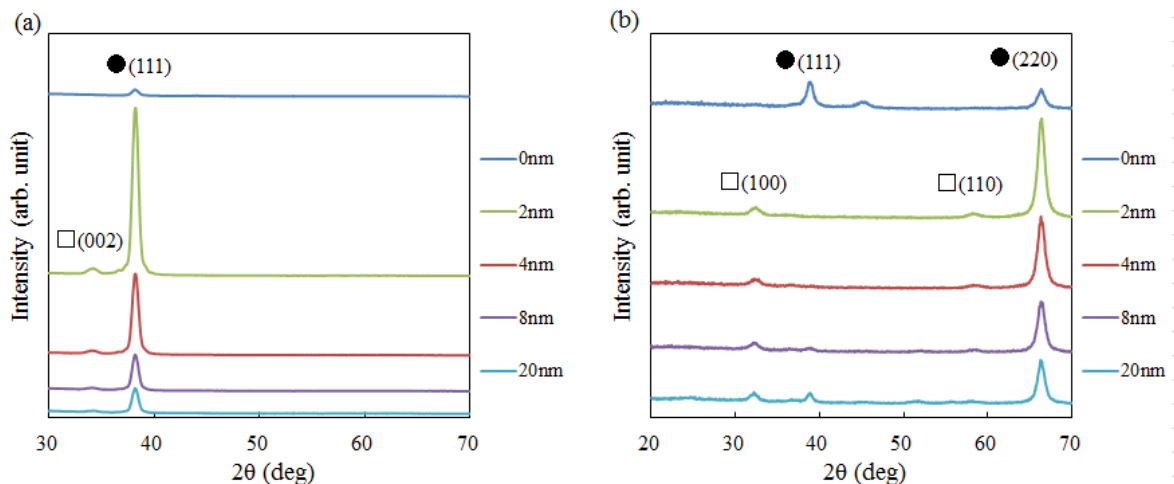 (a)
● (111)
□ (002)
Intensity (arb. unit)
30 40 50 60 70
2θ (deg)
0nm
2nm
4nm
8nm
20nm
(b)
● (111)
● (220)
□ (100)
□ (110)
Intensity (arb. unit)
20 30 40 50 60 70
2θ (deg)
0nm
2nm
4nm
8nm
20nm